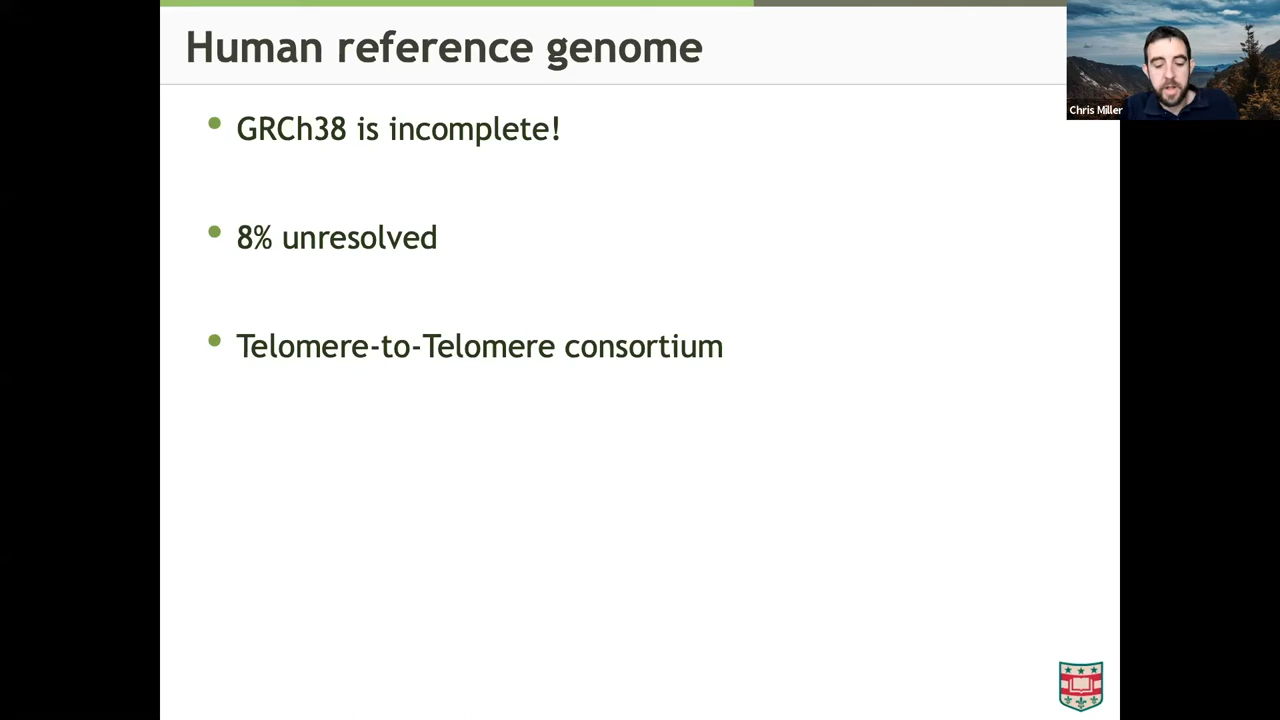 Human reference genome
Chris Miller
GRCh38 is incomplete!
8% unresolved
Telomere-to-Telomere consortium